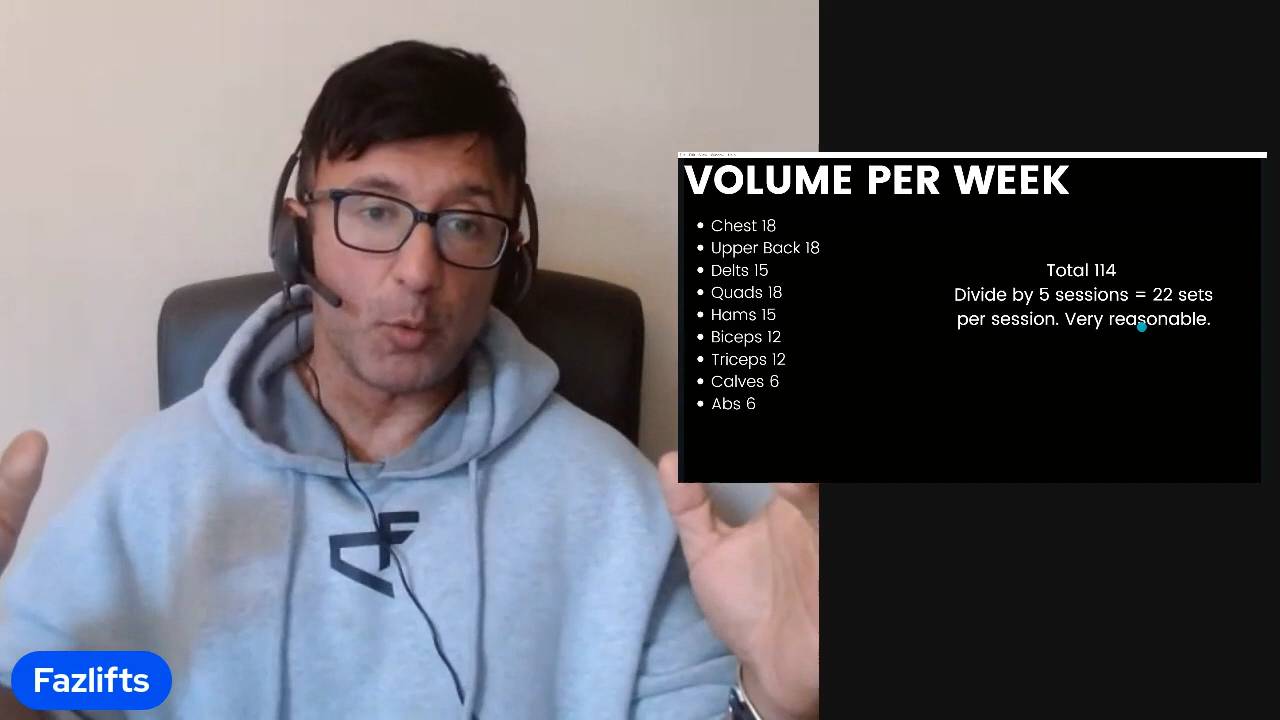 VOLUME PER WEEK
Chest 18
Upper Back 18
Delts 15
Quads 18
Hams 15
Biceps 12
Triceps 12
Calves 6
Abs 6
Total 114
Divide by 5 sessions = 22 sets
per session. Very reasonable.
Fazlifts